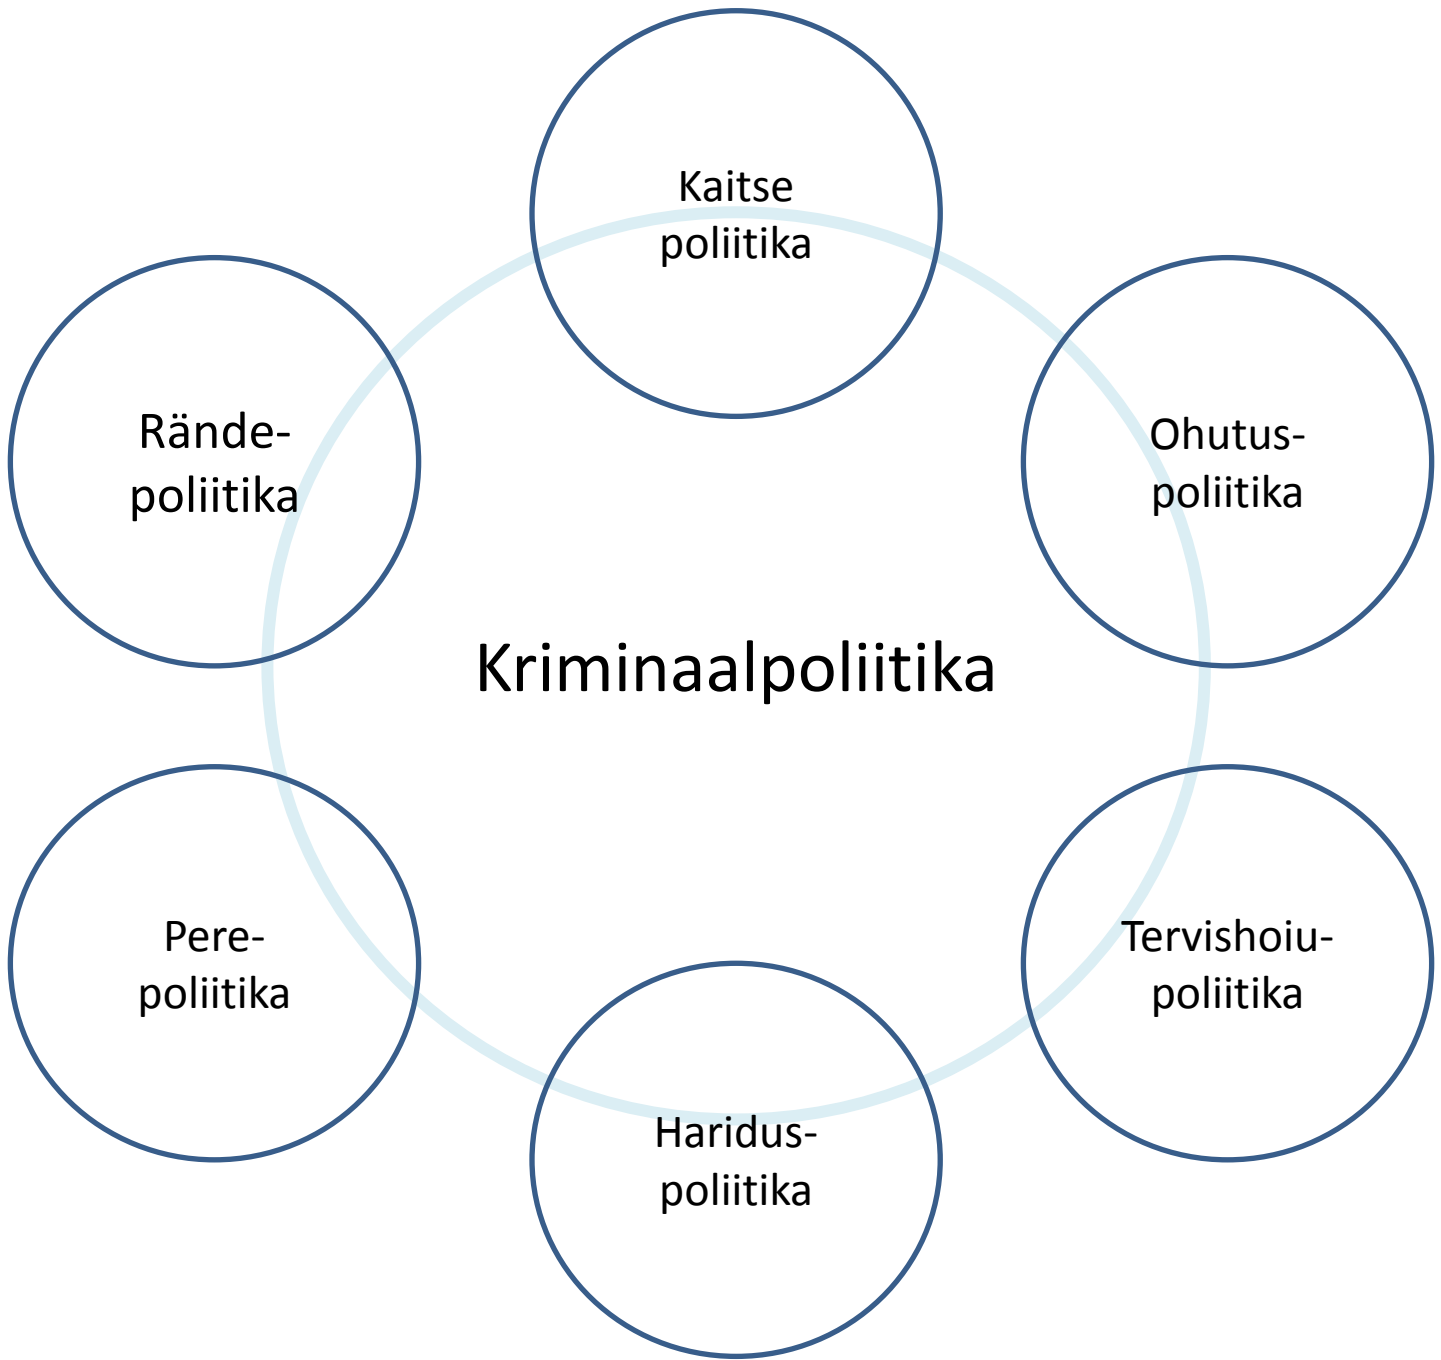 Kaitse
poliitika
Rände-
poliitika
Ohutus-
poliitika
Kriminaalpoliitika
Pere-
poliitika
Tervishoiu-
poliitika
Haridus-
poliitika